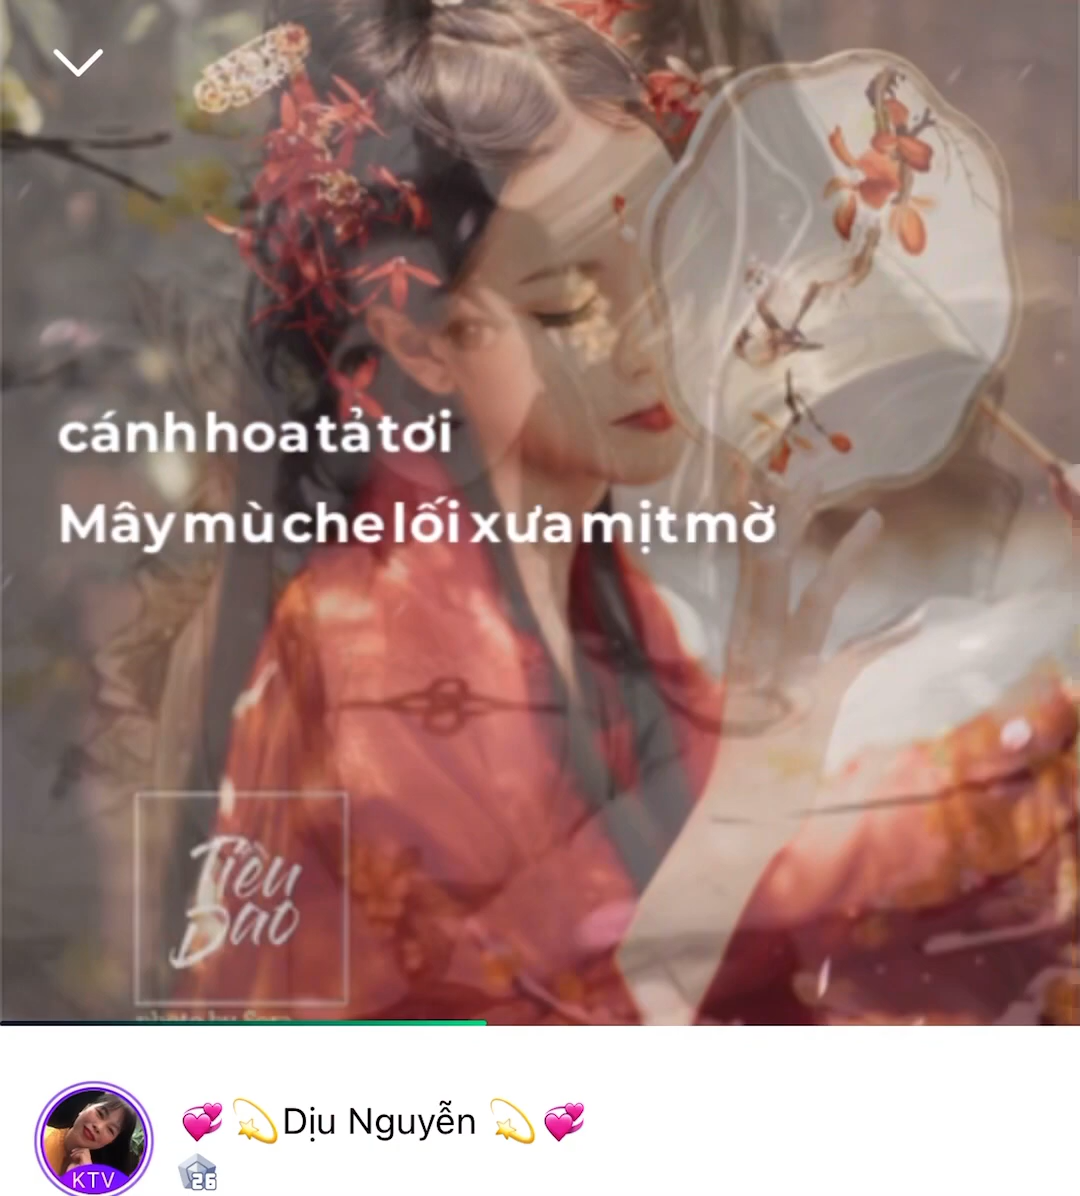 cánh hoa tả tơi
Mây mù che lối xưa mịt mờ
Tiêu
Dao
💞 💫Dịu Nguyễn 💫 💞
KTV
26